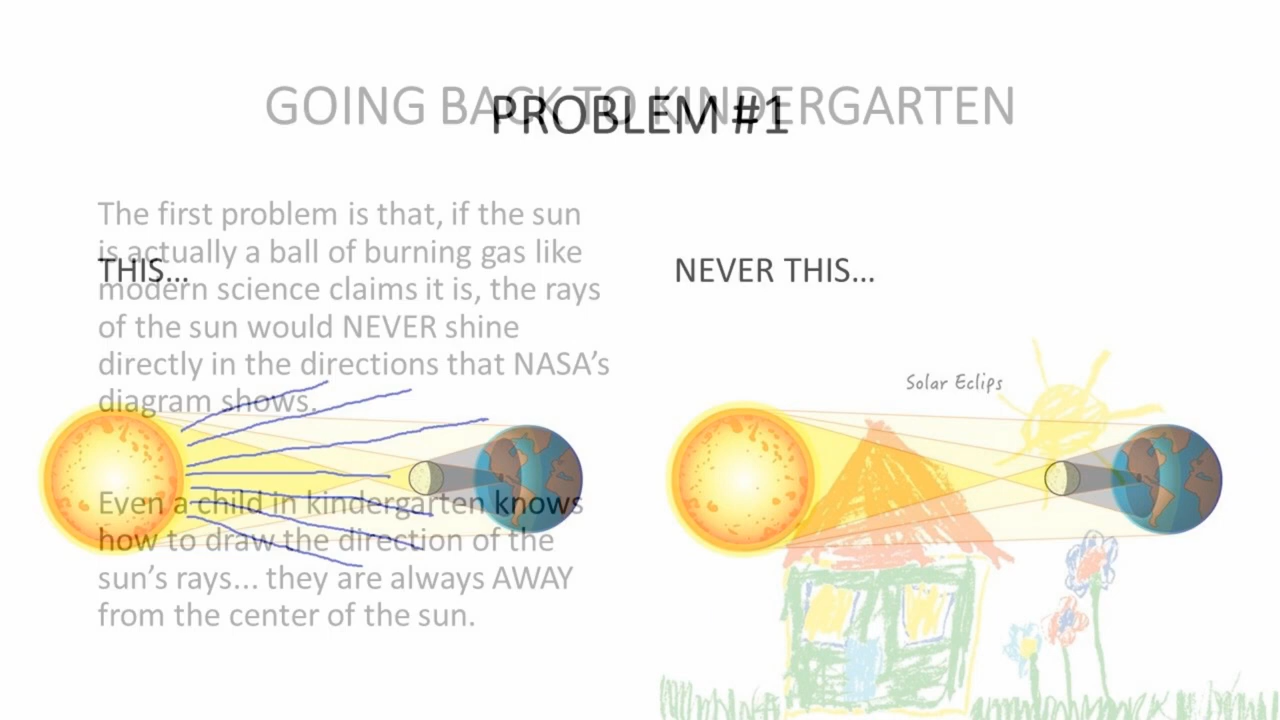 GOING BACK TO KINDERGARTEN
PROBLEM #1
The first problem is that, if the sun
is actually a ball of burning gas like
modern science claims it is, the rays
of the sun would NEVER shine
directly in the directions that NASA’s
diagram shows.
Even a child in kindergarten knows
how to draw the direction of the
sun’s rays... they are always AWAY
from the center of the sun.
THIS...
NEVER THIS...
Solar Eclips